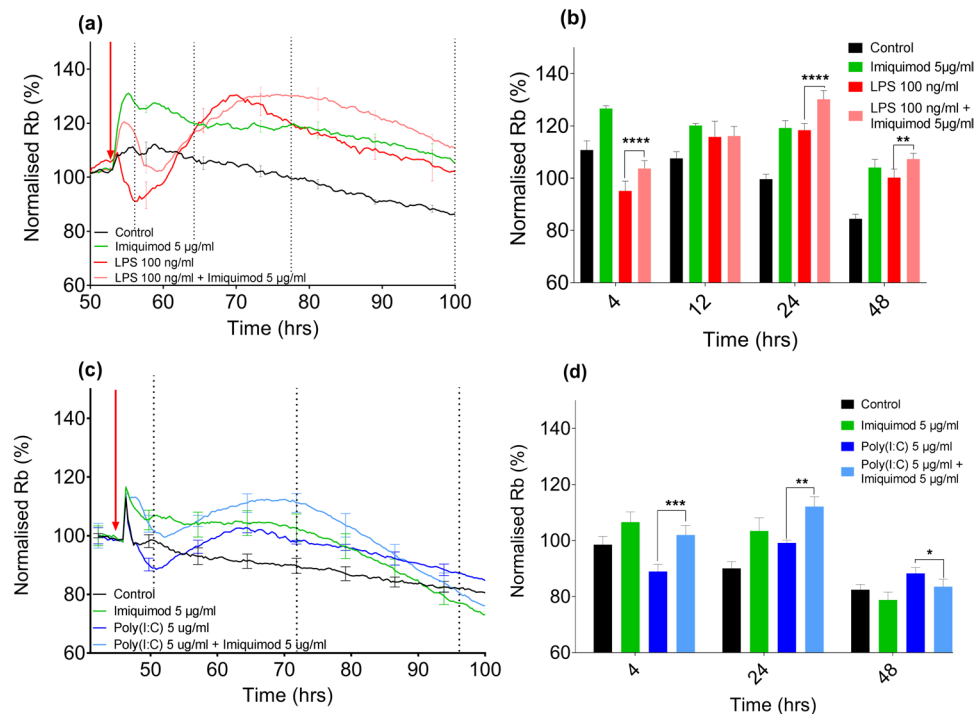 (a)
Normalised Rb (%)
140
120
100
80
60
Control
Imiquimod 5 µg/ml
LPS 100 ng/ml
LPS 100 ng/ml + Imiquimod 5 µg/ml
50 60 70 80 90 100
Time (hrs)
(b)
Normalised Rb (%)
140
120
100
80
60
Control
Imiquimod 5µg/ml
LPS 100 ng/ml
LPS 100 ng/ml +
Imiquimod 5µg/ml
**** **** **
4 12 24 48
Time (hrs)
(c)
Normalised Rb (%)
140
120
100
80
60
Control
Imiquimod 5 µg/ml
Poly(I:C) 5 ug/ml
Poly(I:C) 5 ug/ml + Imiquimod 5 ug/ml
50 60 70 80 90 100
Time (hrs)
(d)
Normalised Rb (%)
140
120
100
80
60
Control
Imiquimod 5 µg/ml
Poly(I:C) 5 µg/ml
Poly(I:C) 5 µg/ml +
Imiquimod 5 µg/ml
*** ** *
4 24 48
Time (hrs)